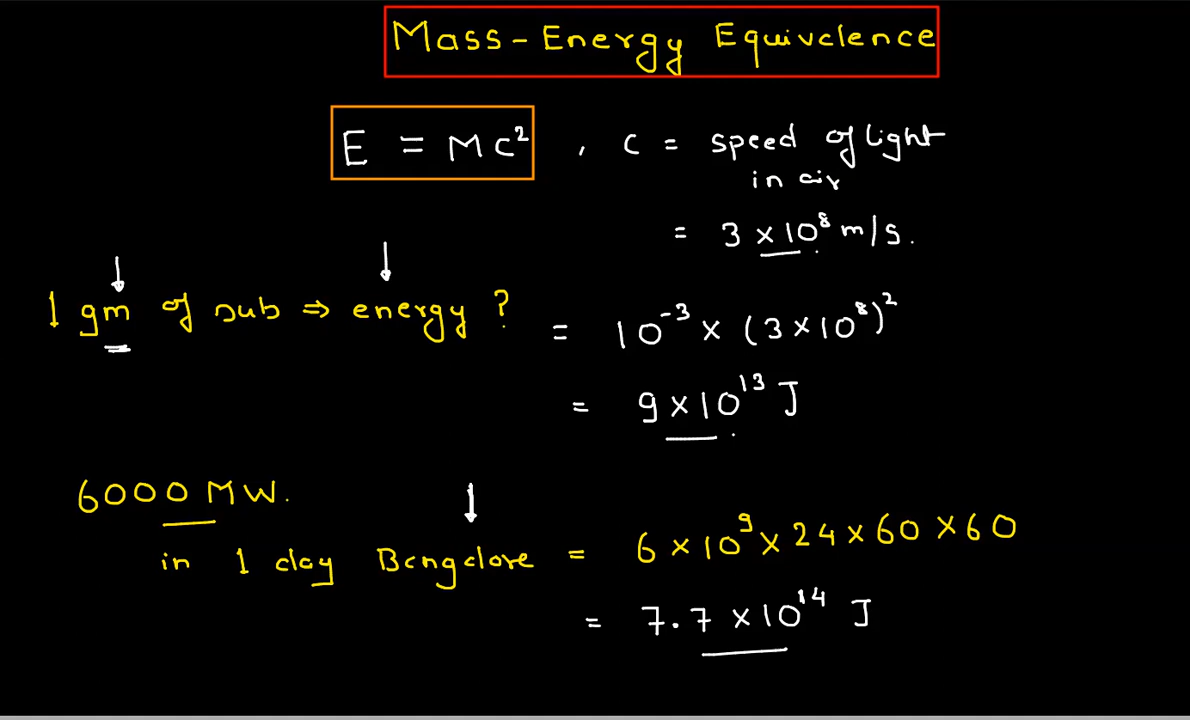 Mass-Energy Equivalence
E = Mc², c = speed of light
in air
= 3 × 10⁸ m/s.
1 gm of sub ⇒ energy ?
= 10⁻³ × (3 × 10⁸)²
= 9 × 10¹³ J
6000 MW.
in 1 day Bangalore = 6 × 10⁹ × 24 × 60 × 60
= 7.7 × 10¹⁴ J